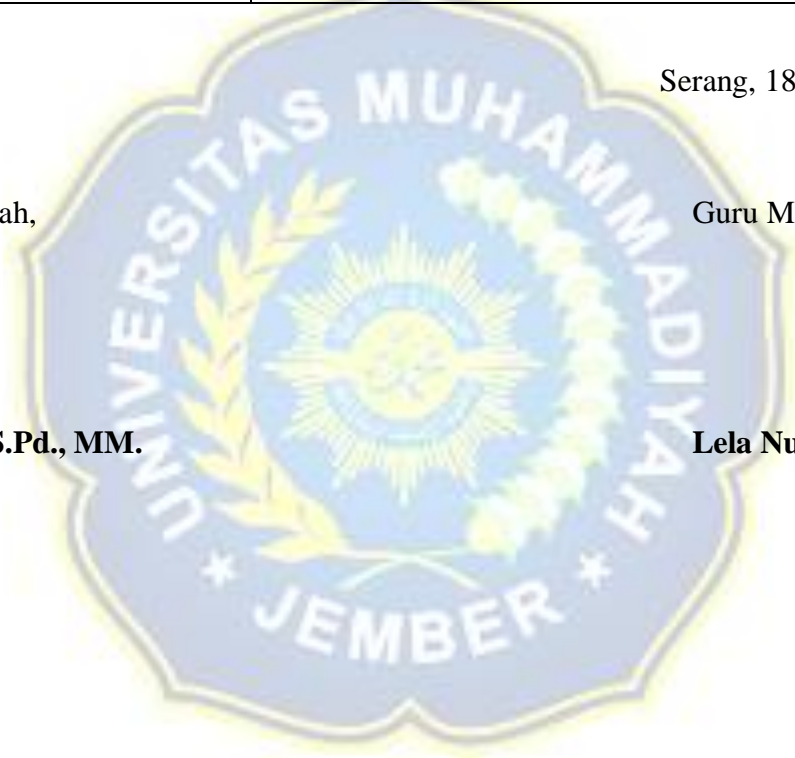 Serang, 18
ah,
Guru M
S.Pd., MM.
Lela Nu
UNIVERSITAS MUHAMMADIYAH
JEMBER